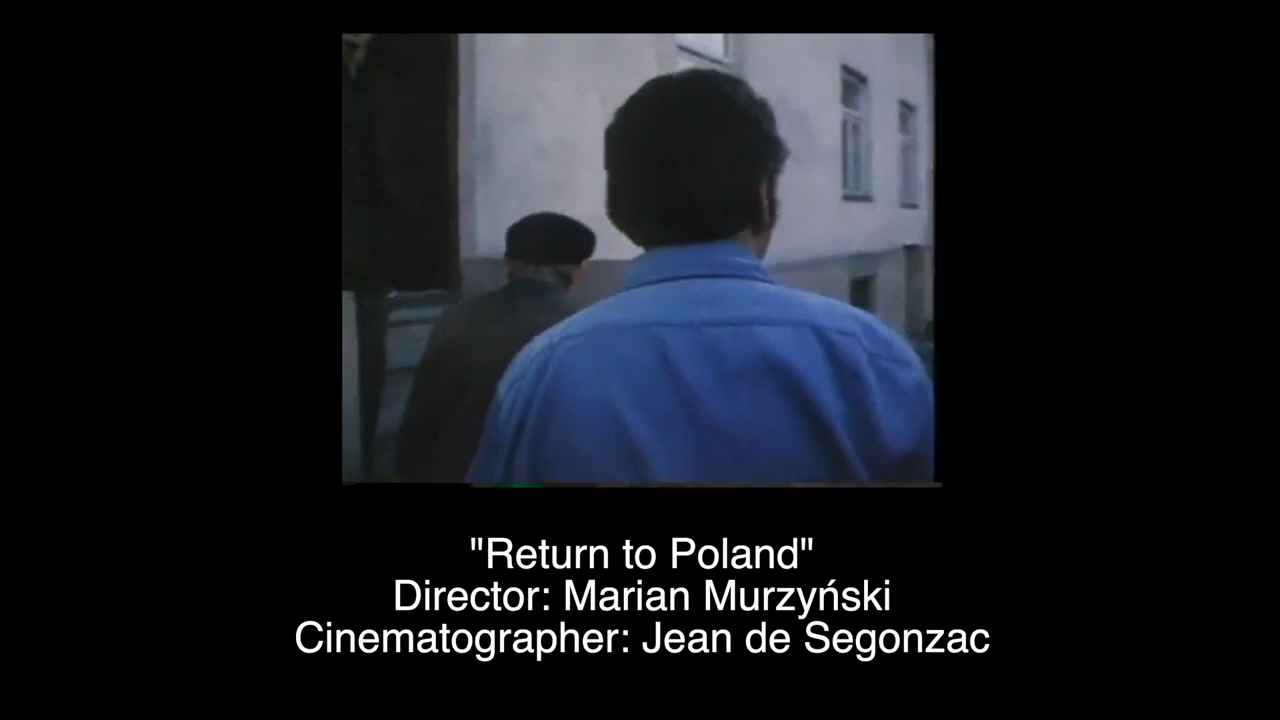 "Return to Poland"
Director: Marian Murzyński
Cinematographer: Jean de Segonzac